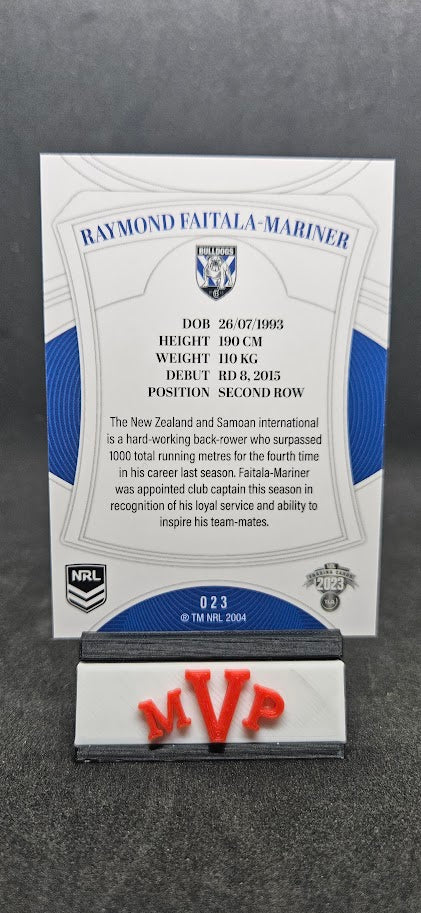 RAYMOND FAITALA-MARINER
BULLDOGS
DOB 26/07/1993
HEIGHT 190 CM
WEIGHT 110 KG
DEBUT RD 8, 2015
POSITION SECOND ROW
The New Zealand and Samoan international
is a hard-working back-rower who surpassed
1000 total running metres for the fourth time
in his career last season. Faitala-Mariner
was appointed club captain this season in
recognition of his loyal service and ability to
inspire his team-mates.
NRL
TRADING CARDS
2023
023
® TM NRL 2004
MVP